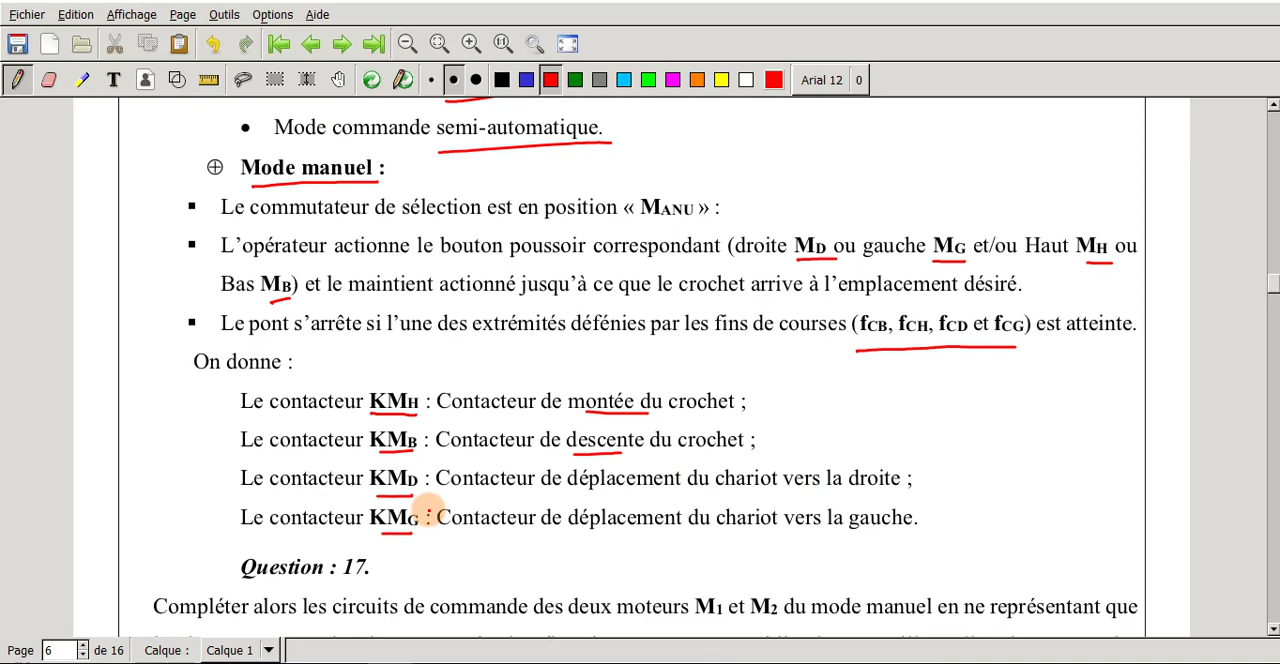 Fichier Edition Affichage Page Outils Options Aide
T 1:1 Arial 12 0
• Mode commande semi-automatique.
⊕ Mode manuel :
▪ Le commutateur de sélection est en position « MANU » :
▪ L’opérateur actionne le bouton poussoir correspondant (droite MD ou gauche MG et/ou Haut MH ou
Bas MB) et le maintient actionné jusqu’à ce que le crochet arrive à l’emplacement désiré.
▪ Le pont s’arrête si l’une des extrémités défénies par les fins de courses (fCB, fCH, fCD et fCG) est atteinte.
On donne :
Le contacteur KMH : Contacteur de montée du crochet ;
Le contacteur KMB : Contacteur de descente du crochet ;
Le contacteur KMD : Contacteur de déplacement du chariot vers la droite ;
Le contacteur KMG : Contacteur de déplacement du chariot vers la gauche.
Question : 17.
Compléter alors les circuits de commande des deux moteurs M1 et M2 du mode manuel en ne représentant que
Page 6 de 16 Calque : Calque 1